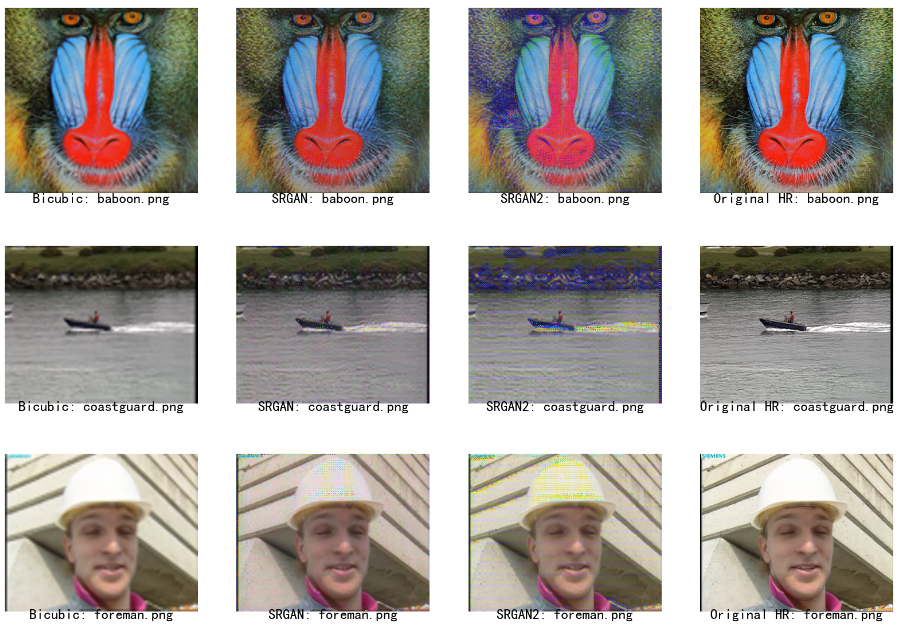 Bicubic: baboon.png
SRGAN: baboon.png
SRGAN2: baboon.png
Original HR: baboon.png
Bicubic: coastguard.png
SRGAN: coastguard.png
SRGAN2: coastguard.png
Original HR: coastguard.png
SIEMENS
Bicubic: foreman.png
SRGAN: foreman.png
SRGAN2: foreman.png
Original HR: foreman.png